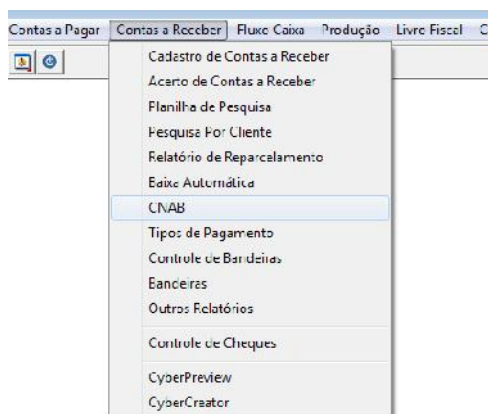 Contas a Pagar Contas a Receber Fluxo Caixa Produção Livro Fiscal C
Cadastro de Contas a Receber
Acerto de Contas a Receber
Planilha de Pesquisa
Pesquisa Por Cliente
Relatório de Reparcelamento
Baixa Automática
CNAB
Tipos de Pagamento
Controle de Bandeiras
Bandeiras
Outros Relatórios
Controle de Cheques
CyberPreview
CyberCreator